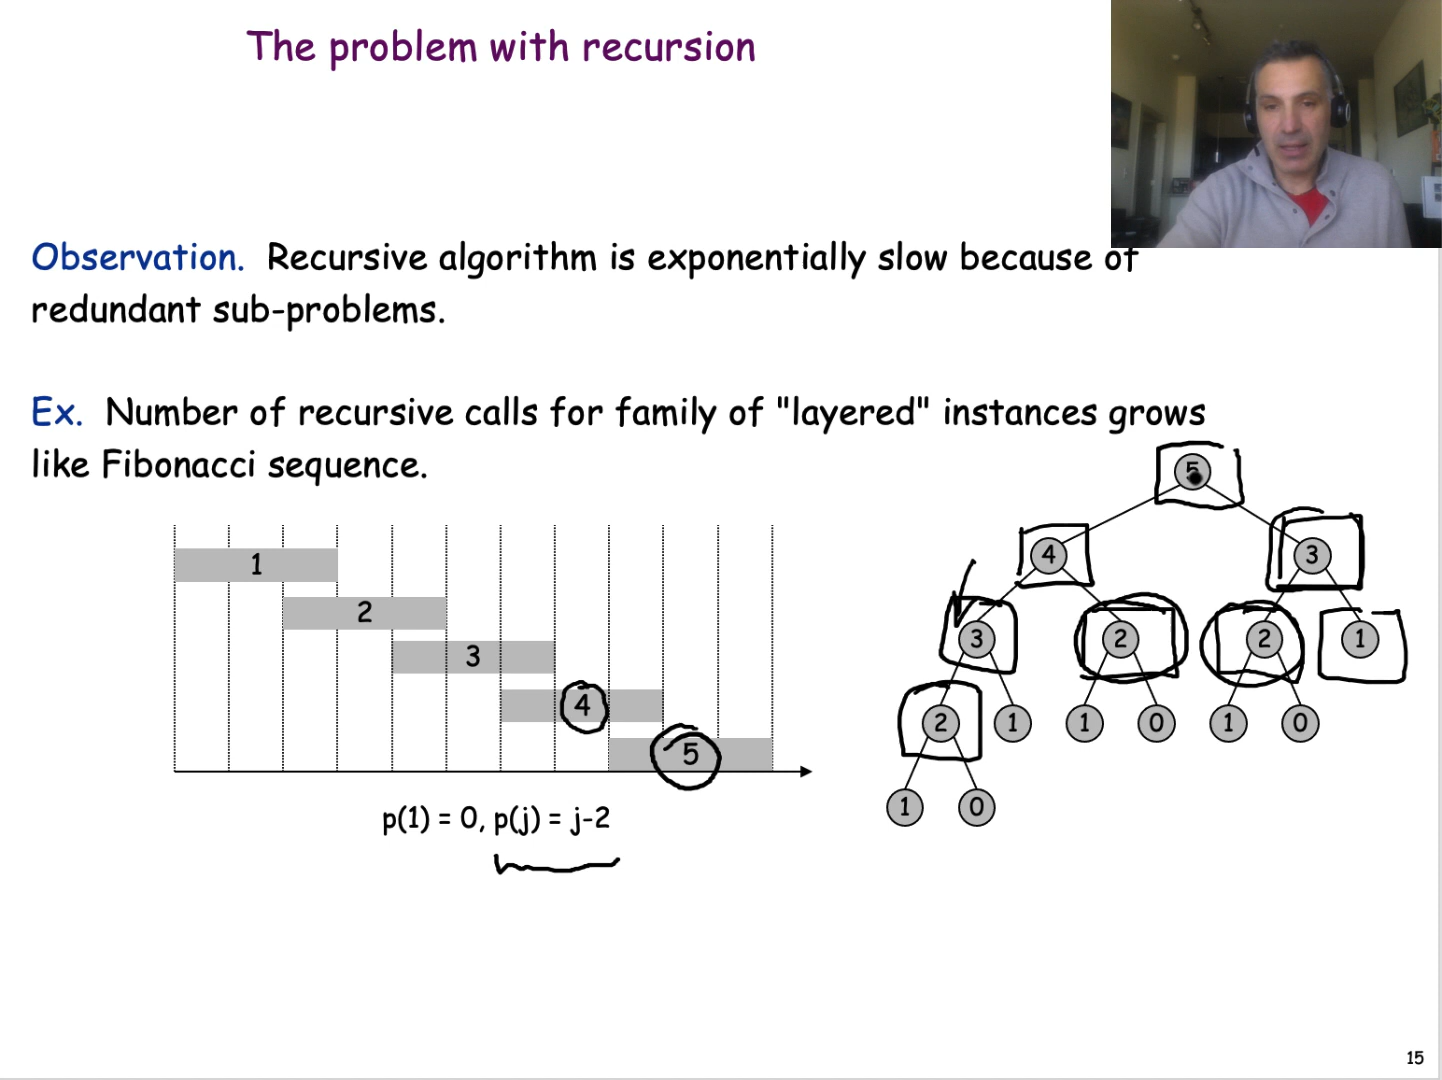 The problem with recursion
Observation. Recursive algorithm is exponentially slow because of
redundant sub-problems.
Ex. Number of recursive calls for family of "layered" instances grows
like Fibonacci sequence.
5
4 3
3 2 2 1
2 1 1 0 1 0
1 0
1
2
3
4
5
p(1) = 0, p(j) = j-2
15